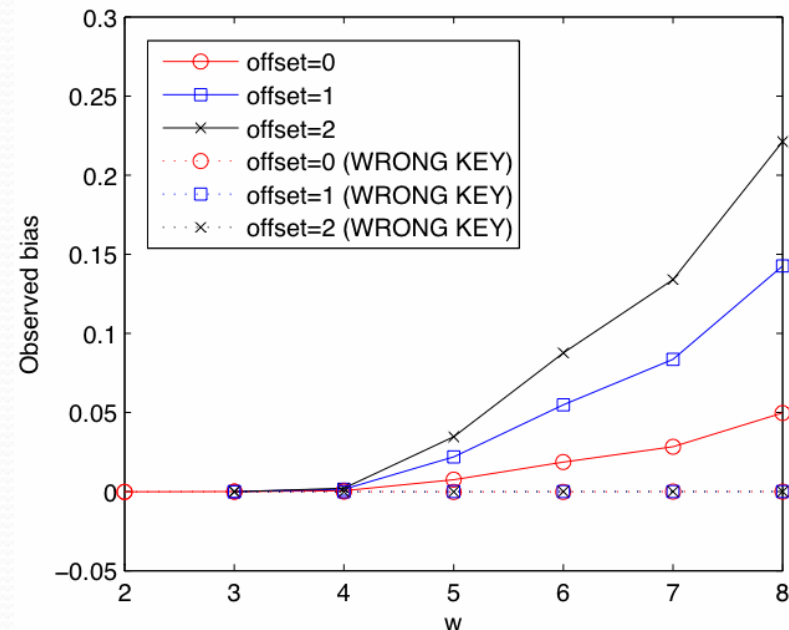 0.3
0.25
0.2
0.15
0.1
0.05
0
−0.05
Observed bias
offset=0
offset=1
offset=2
offset=0 (WRONG KEY)
offset=1 (WRONG KEY)
offset=2 (WRONG KEY)
2 3 4 5 6 7 8
w